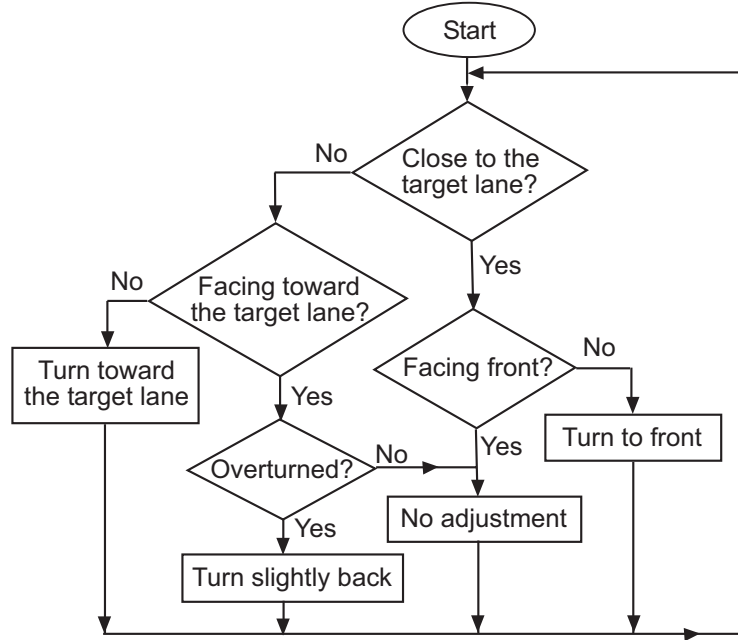 Start
No
Close to the
target lane?
Yes
No
Facing toward
the target lane?
Facing front?
No
Turn toward
the target lane
Yes
Yes
Turn to front
Overturned?
No
No adjustment
Yes
Turn slightly back